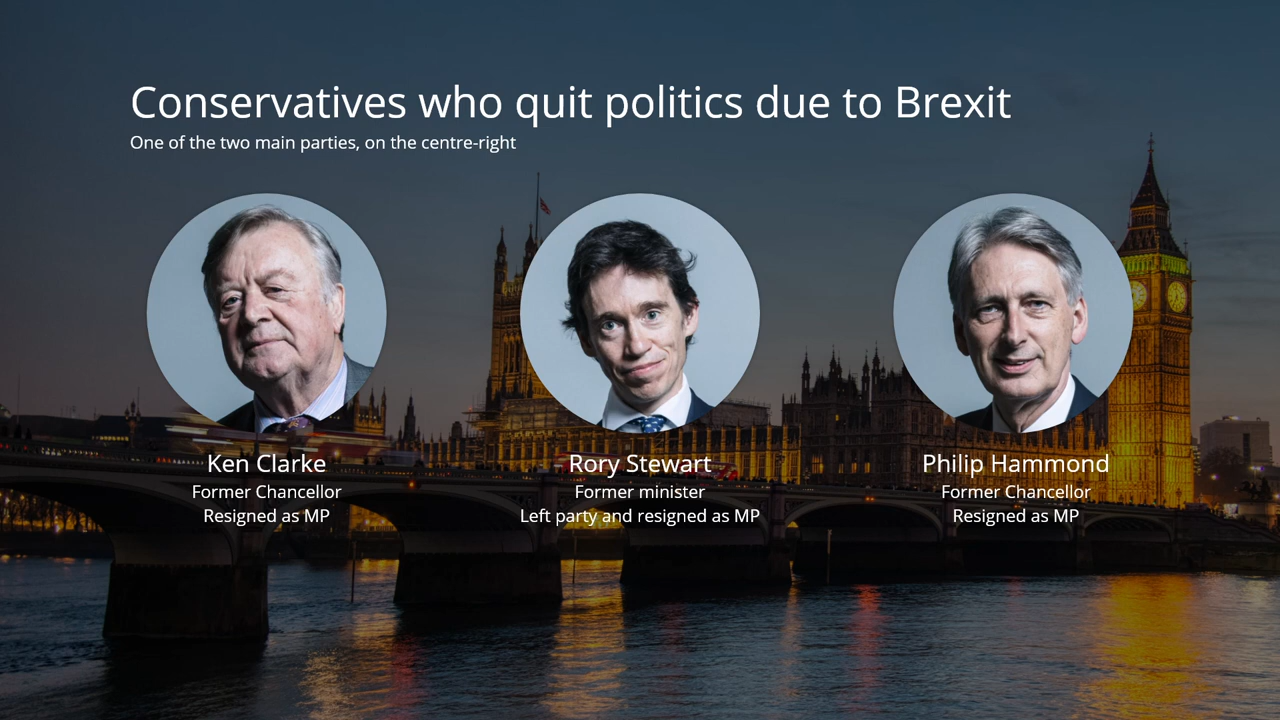 Conservatives who quit politics due to Brexit
One of the two main parties, on the centre-right
Ken Clarke
Former Chancellor
Resigned as MP
Rory Stewart
Former minister
Left party and resigned as MP
Philip Hammond
Former Chancellor
Resigned as MP